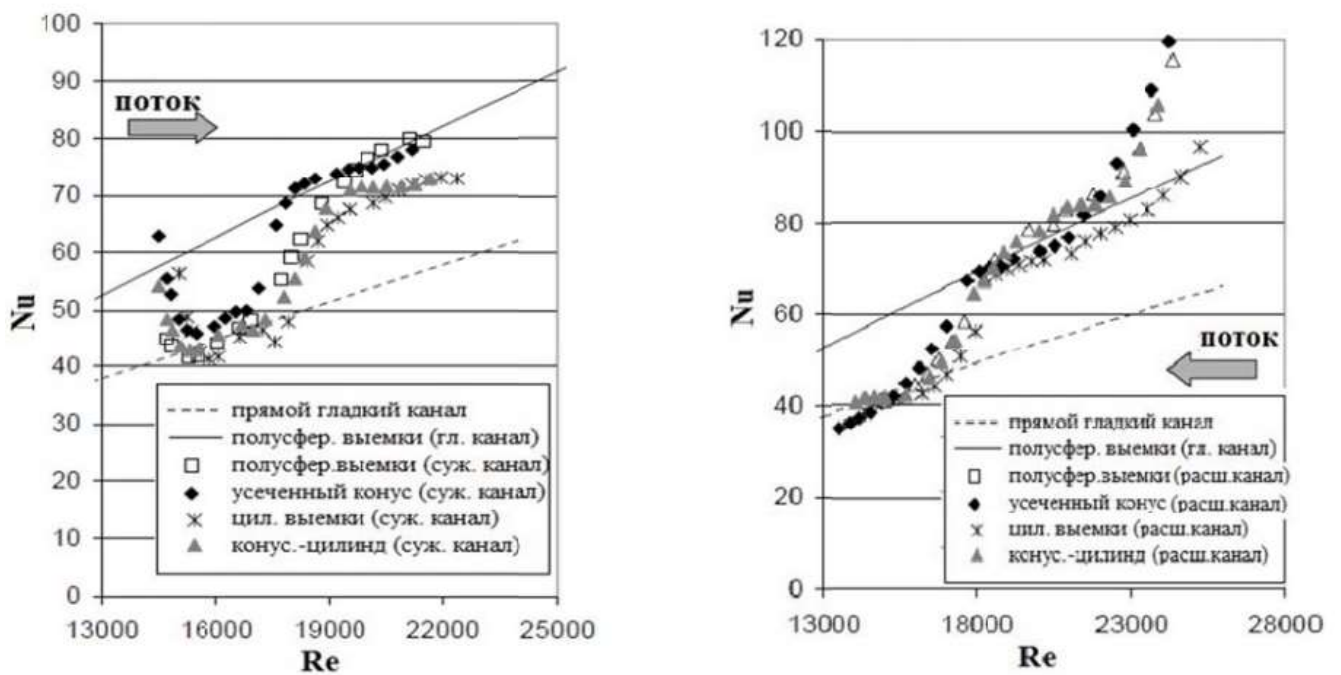 100
90
80
70
60
50
40
30
20
10
0
Nu
поток
прямой гладкий канал
полусфер. выемки (гл. канал)
полусфер.выемки (суж. канал)
усеченный конус (суж. канал)
цил. выемки (суж. канал)
конус.-цилинд (суж. канал)
13000 16000 19000 22000 25000
Re
120
100
80
60
40
20
0
Nu
поток
прямой гладкий канал
полусфер. выемки (гл. канал)
полусфер.выемки (расш.канал)
усеченный конус (расш.канал)
цил. выемки (расш.канал)
конус.-цилинд (расш.канал)
13000 18000 23000 28000
Re